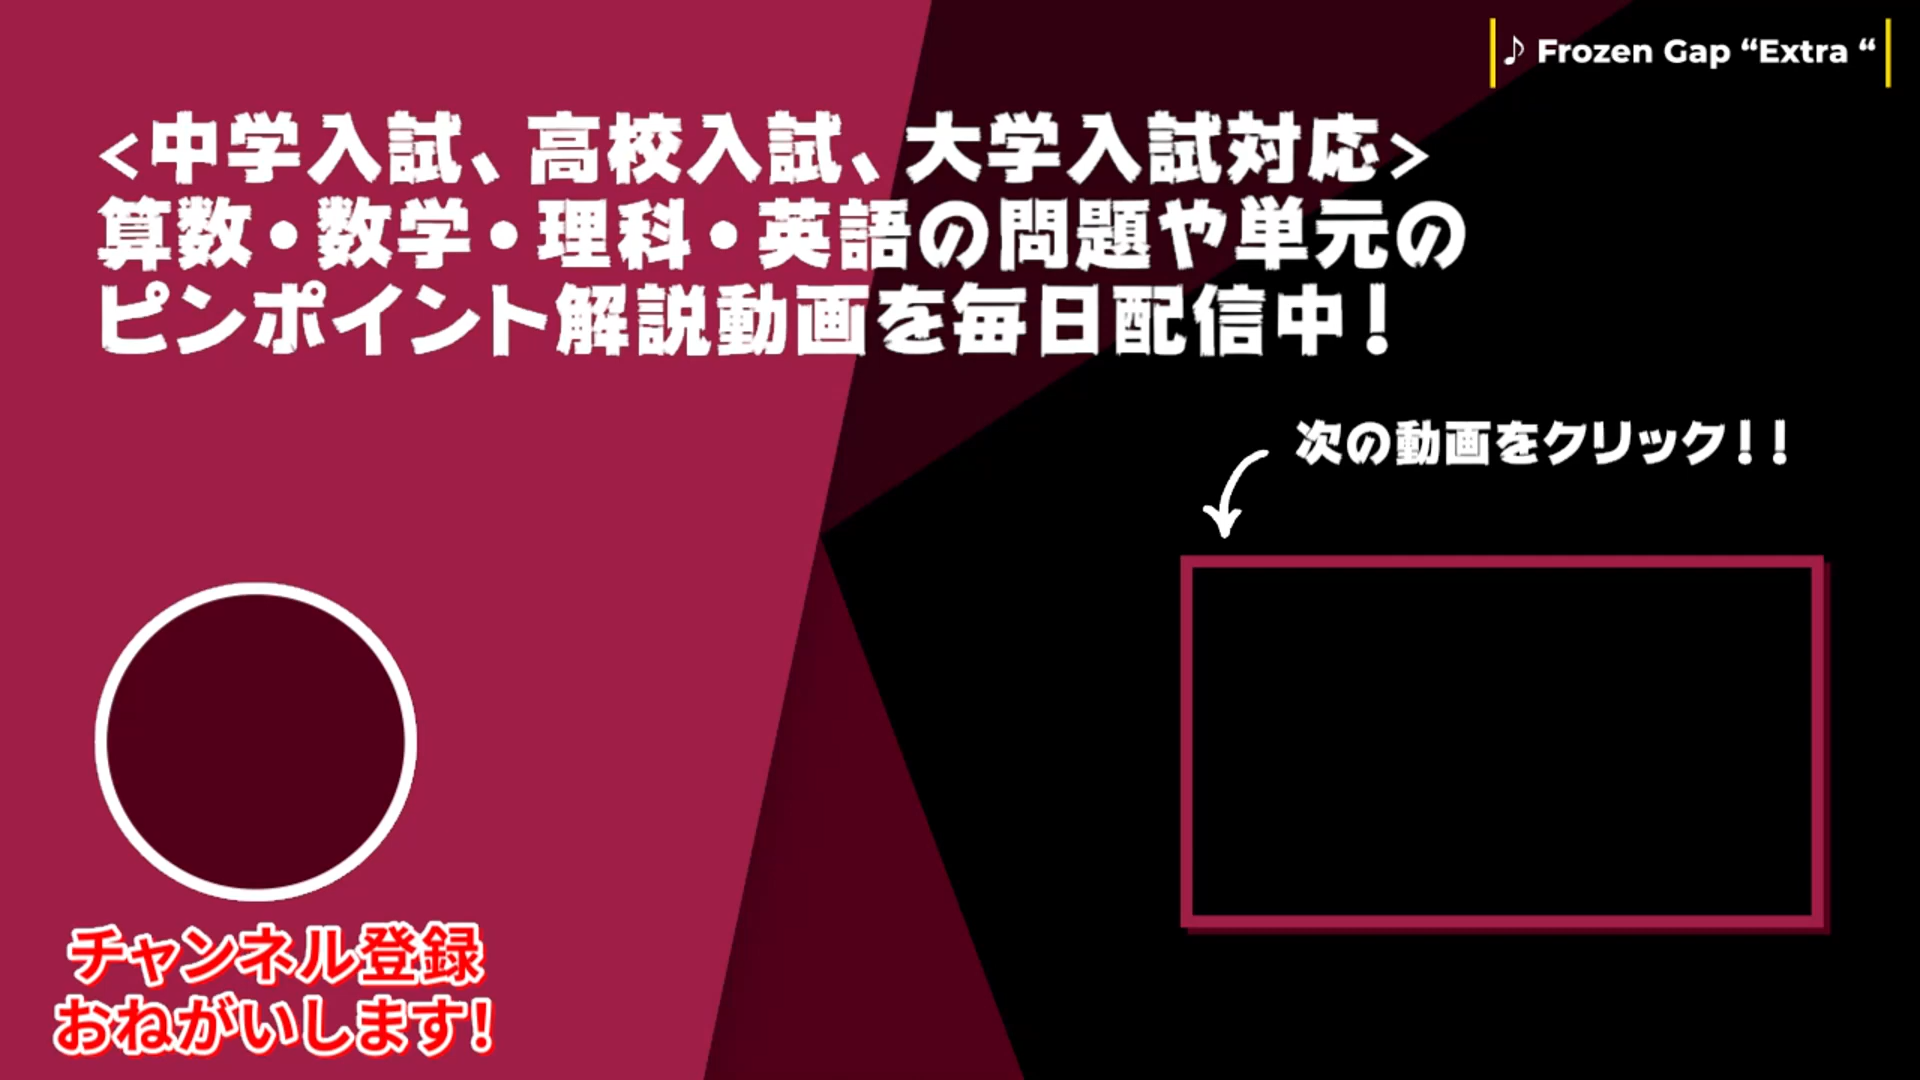 ♪ Frozen Gap “Extra “
<中学入試、高校入試、大学入試対応>
算数・数学・理科・英語の問題や単元の
ピンポイント解説動画を毎日配信中！
次の動画をクリック！！
チャンネル登録
おねがいします！